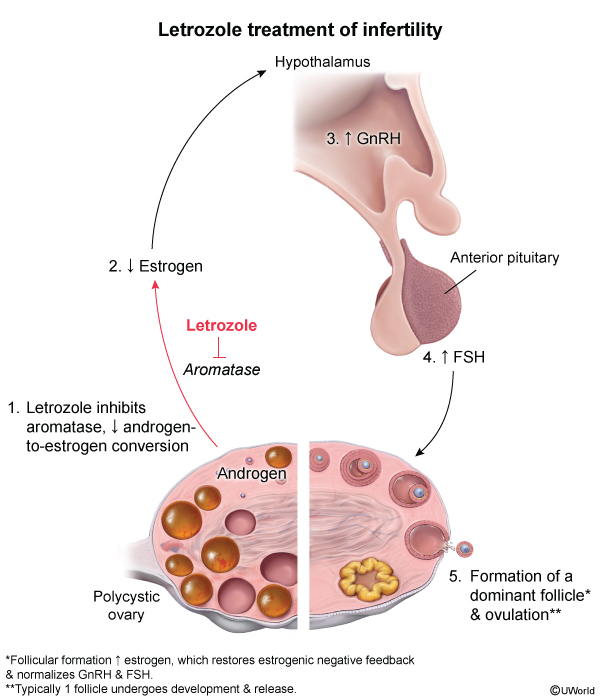 Letrozole treatment of infertility
Hypothalamus
3. ↑ GnRH
Anterior pituitary
2. ↓ Estrogen
Letrozole
Aromatase
4. ↑ FSH
1. Letrozole inhibits
aromatase, ↓ androgen-
to-estrogen conversion
Androgen
Polycystic
ovary
5. Formation of a
dominant follicle*
& ovulation**
*Follicular formation ↑ estrogen, which restores estrogenic negative feedback
& normalizes GnRH & FSH.
**Typically 1 follicle undergoes development & release.
©UWorld